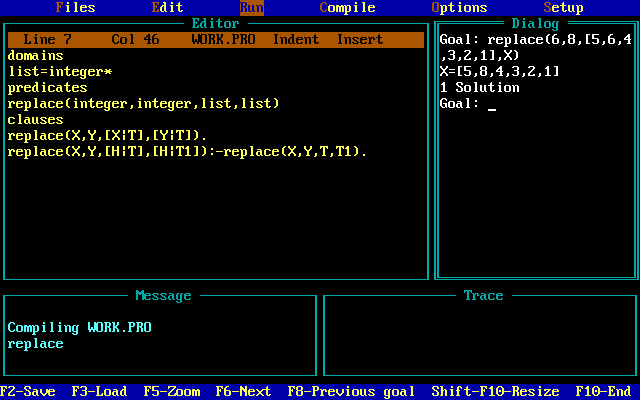 Files Edit Run Compile Options Setup
Editor
Line 7 Col 46 WORK.PRO Indent Insert
domains
list=integer*
predicates
replace(integer,integer,list,list)
clauses
replace(X,Y,[X|T],[Y|T]).
replace(X,Y,[H|T],[H|T1]):-replace(X,Y,T,T1).
Dialog
Goal: replace(6,8,[5,6,4
,3,2,1],X)
X=[5,8,4,3,2,1]
1 Solution
Goal: _
Message
Compiling WORK.PRO
replace
Trace
F2-Save F3-Load F5-Zoom F6-Next F8-Previous goal Shift-F10-Resize F10-End